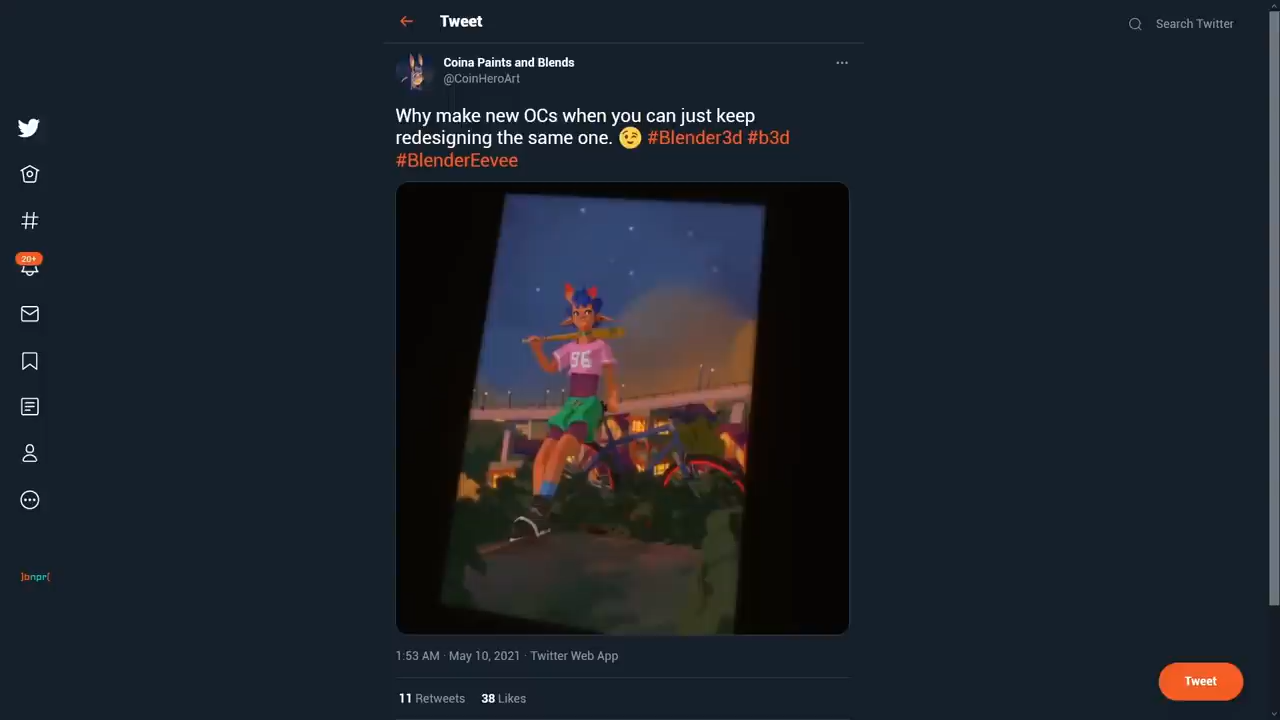 Tweet
Search Twitter
Coina Paints and Blends
@CoinHeroArt
Why make new OCs when you can just keep
redesigning the same one. 😉 #Blender3d #b3d
#BlenderEevee
20+
96
]bnpr[
1:53 AM · May 10, 2021 · Twitter Web App
11 Retweets 38 Likes
Tweet